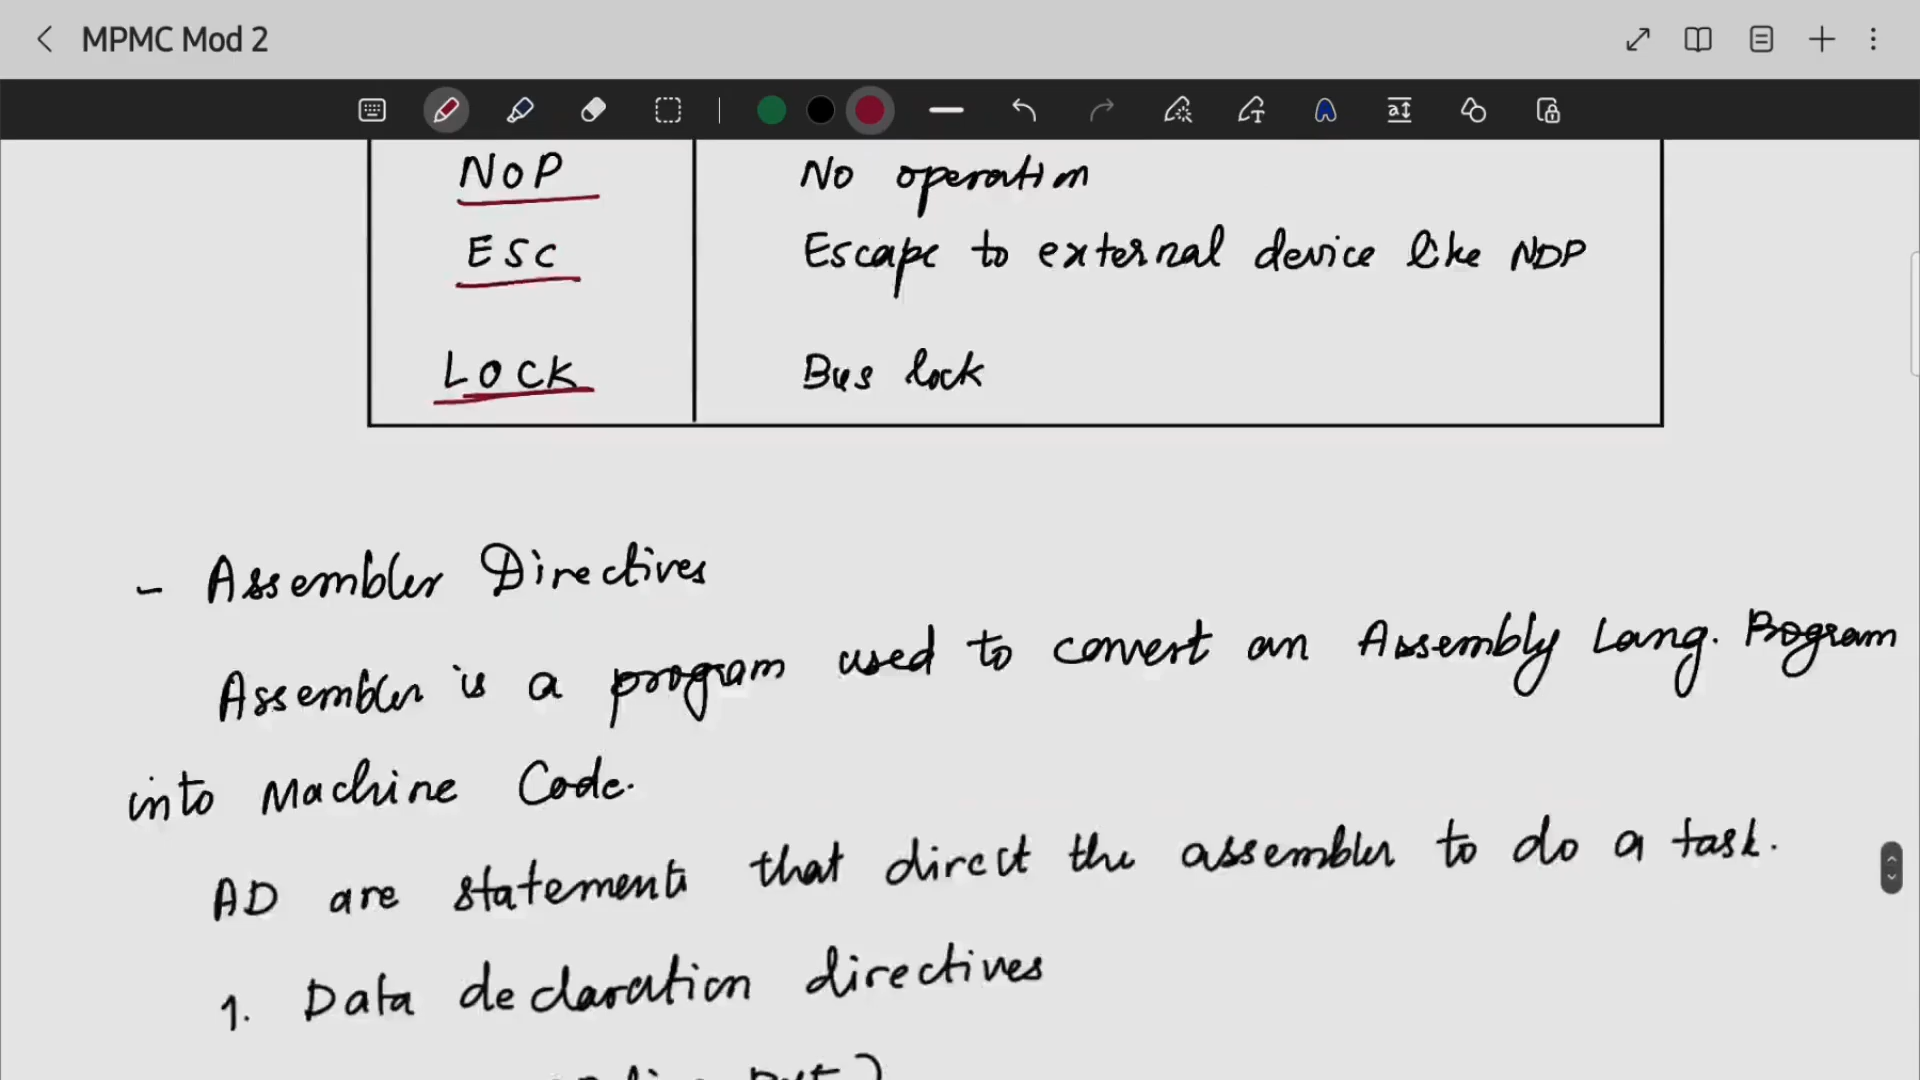 MPMC Mod 2
NOP No operation
ESC Escape to external device like NDP
LOCK Bus lock
- Assembler Directives
Assembler is a program used to convert an Assembly Lang. Program
into Machine Code.
AD are statements that direct the assembler to do a task.
1. Data declaration directives